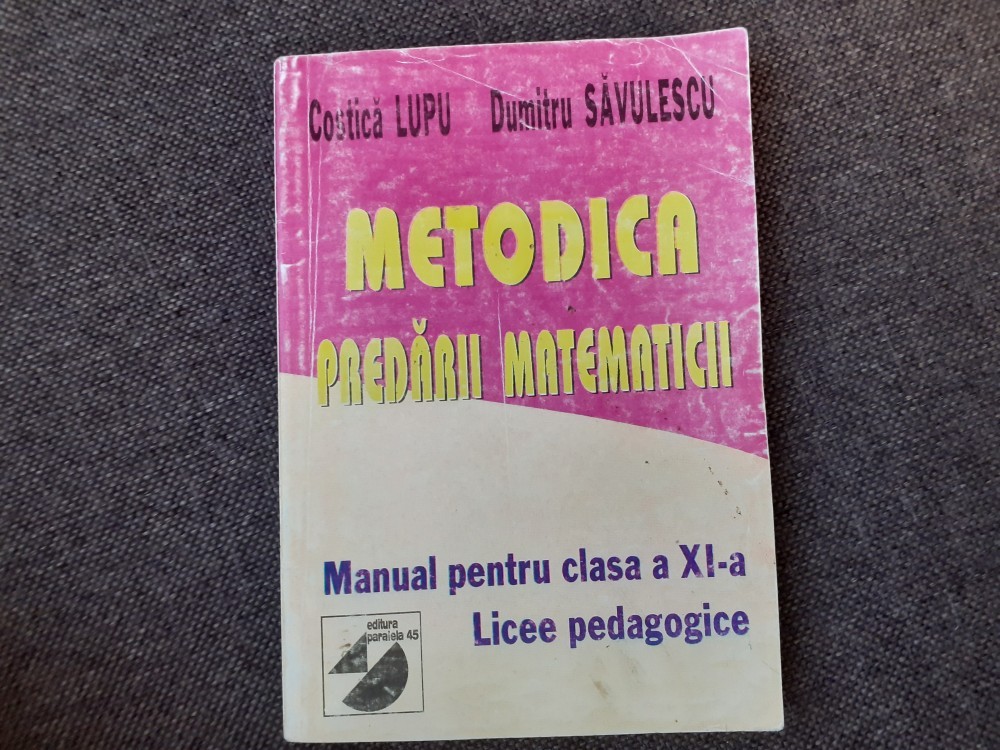 Costică LUPU Dumitru SĂVULESCU
METODICA
PREDĂRII MATEMATICII
Manual pentru clasa a XI-a
Licee pedagogice
editura
paralela 45